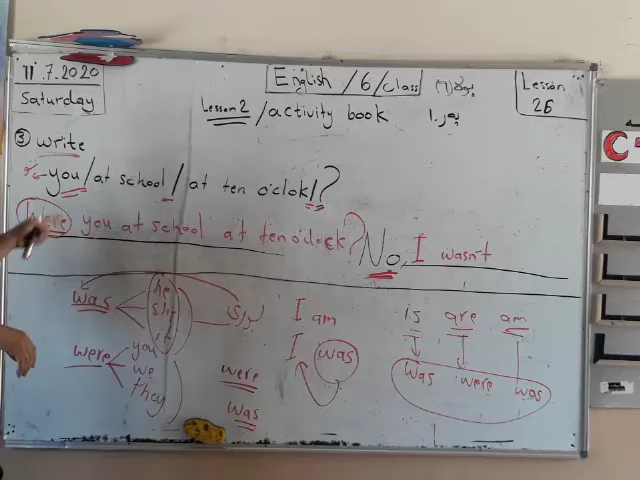 11.7.2020
Saturday
English/6/class
Lesson 26
Lesson 2/activity book
③ write
you/at school/at ten o'clok/?
Were you at school at ten o'clock?
No, I wasn't
was he she it
were you we they
were
was
I am
I was
is are am
was were was